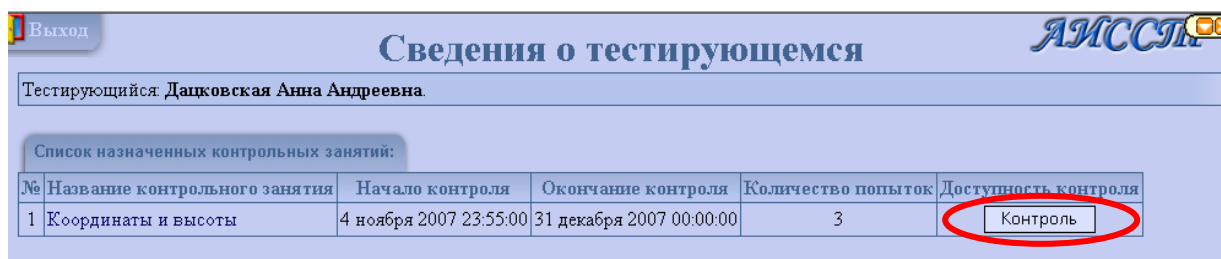 Выход
АИССТ
Сведения о тестирующемся
Тестирующийся: Дацковская Анна Андреевна.
Список назначенных контрольных занятий:
№ Название контрольного занятия Начало контроля Окончание контроля Количество попыток Доступность контроля
1 Координаты и высоты 4 ноября 2007 23:55:00 31 декабря 2007 00:00:00 3 Контроль